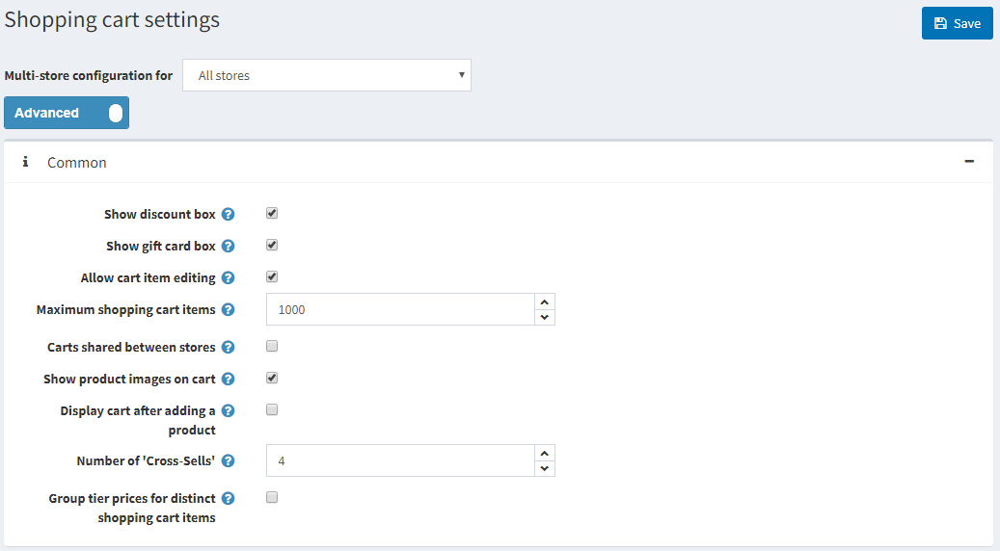 Shopping cart settings
Save
Multi-store configuration for
All stores
Advanced
Common
Show discount box
Show gift card box
Allow cart item editing
Maximum shopping cart items
1000
Carts shared between stores
Show product images on cart
Display cart after adding a
product
Number of 'Cross-Sells'
4
Group tier prices for distinct
shopping cart items